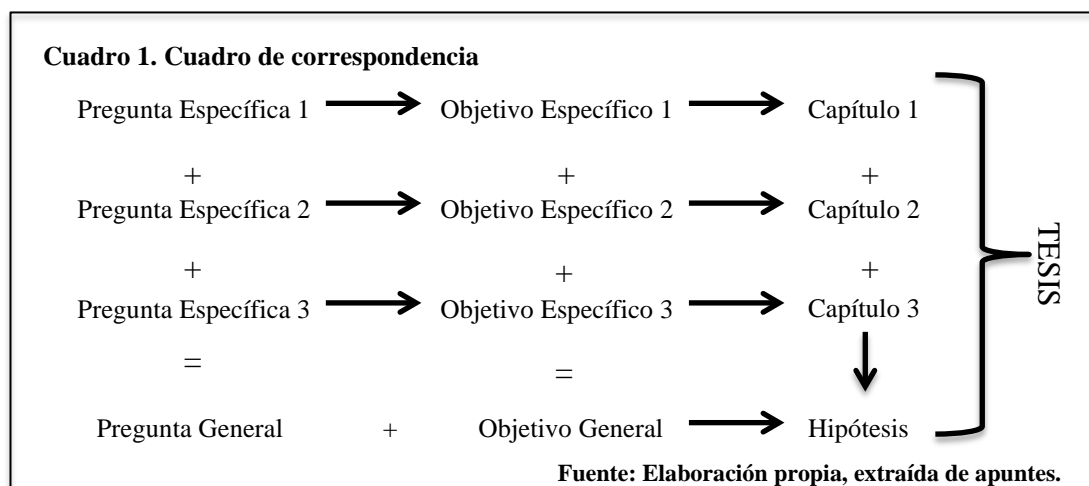 Cuadro 1. Cuadro de correspondencia
Pregunta Específica 1 Objetivo Específico 1 Capítulo 1
+ + +
Pregunta Específica 2 Objetivo Específico 2 Capítulo 2
+ + +
Pregunta Específica 3 Objetivo Específico 3 Capítulo 3
= =
Pregunta General + Objetivo General Hipótesis
TESIS
Fuente: Elaboración propia, extraída de apuntes.